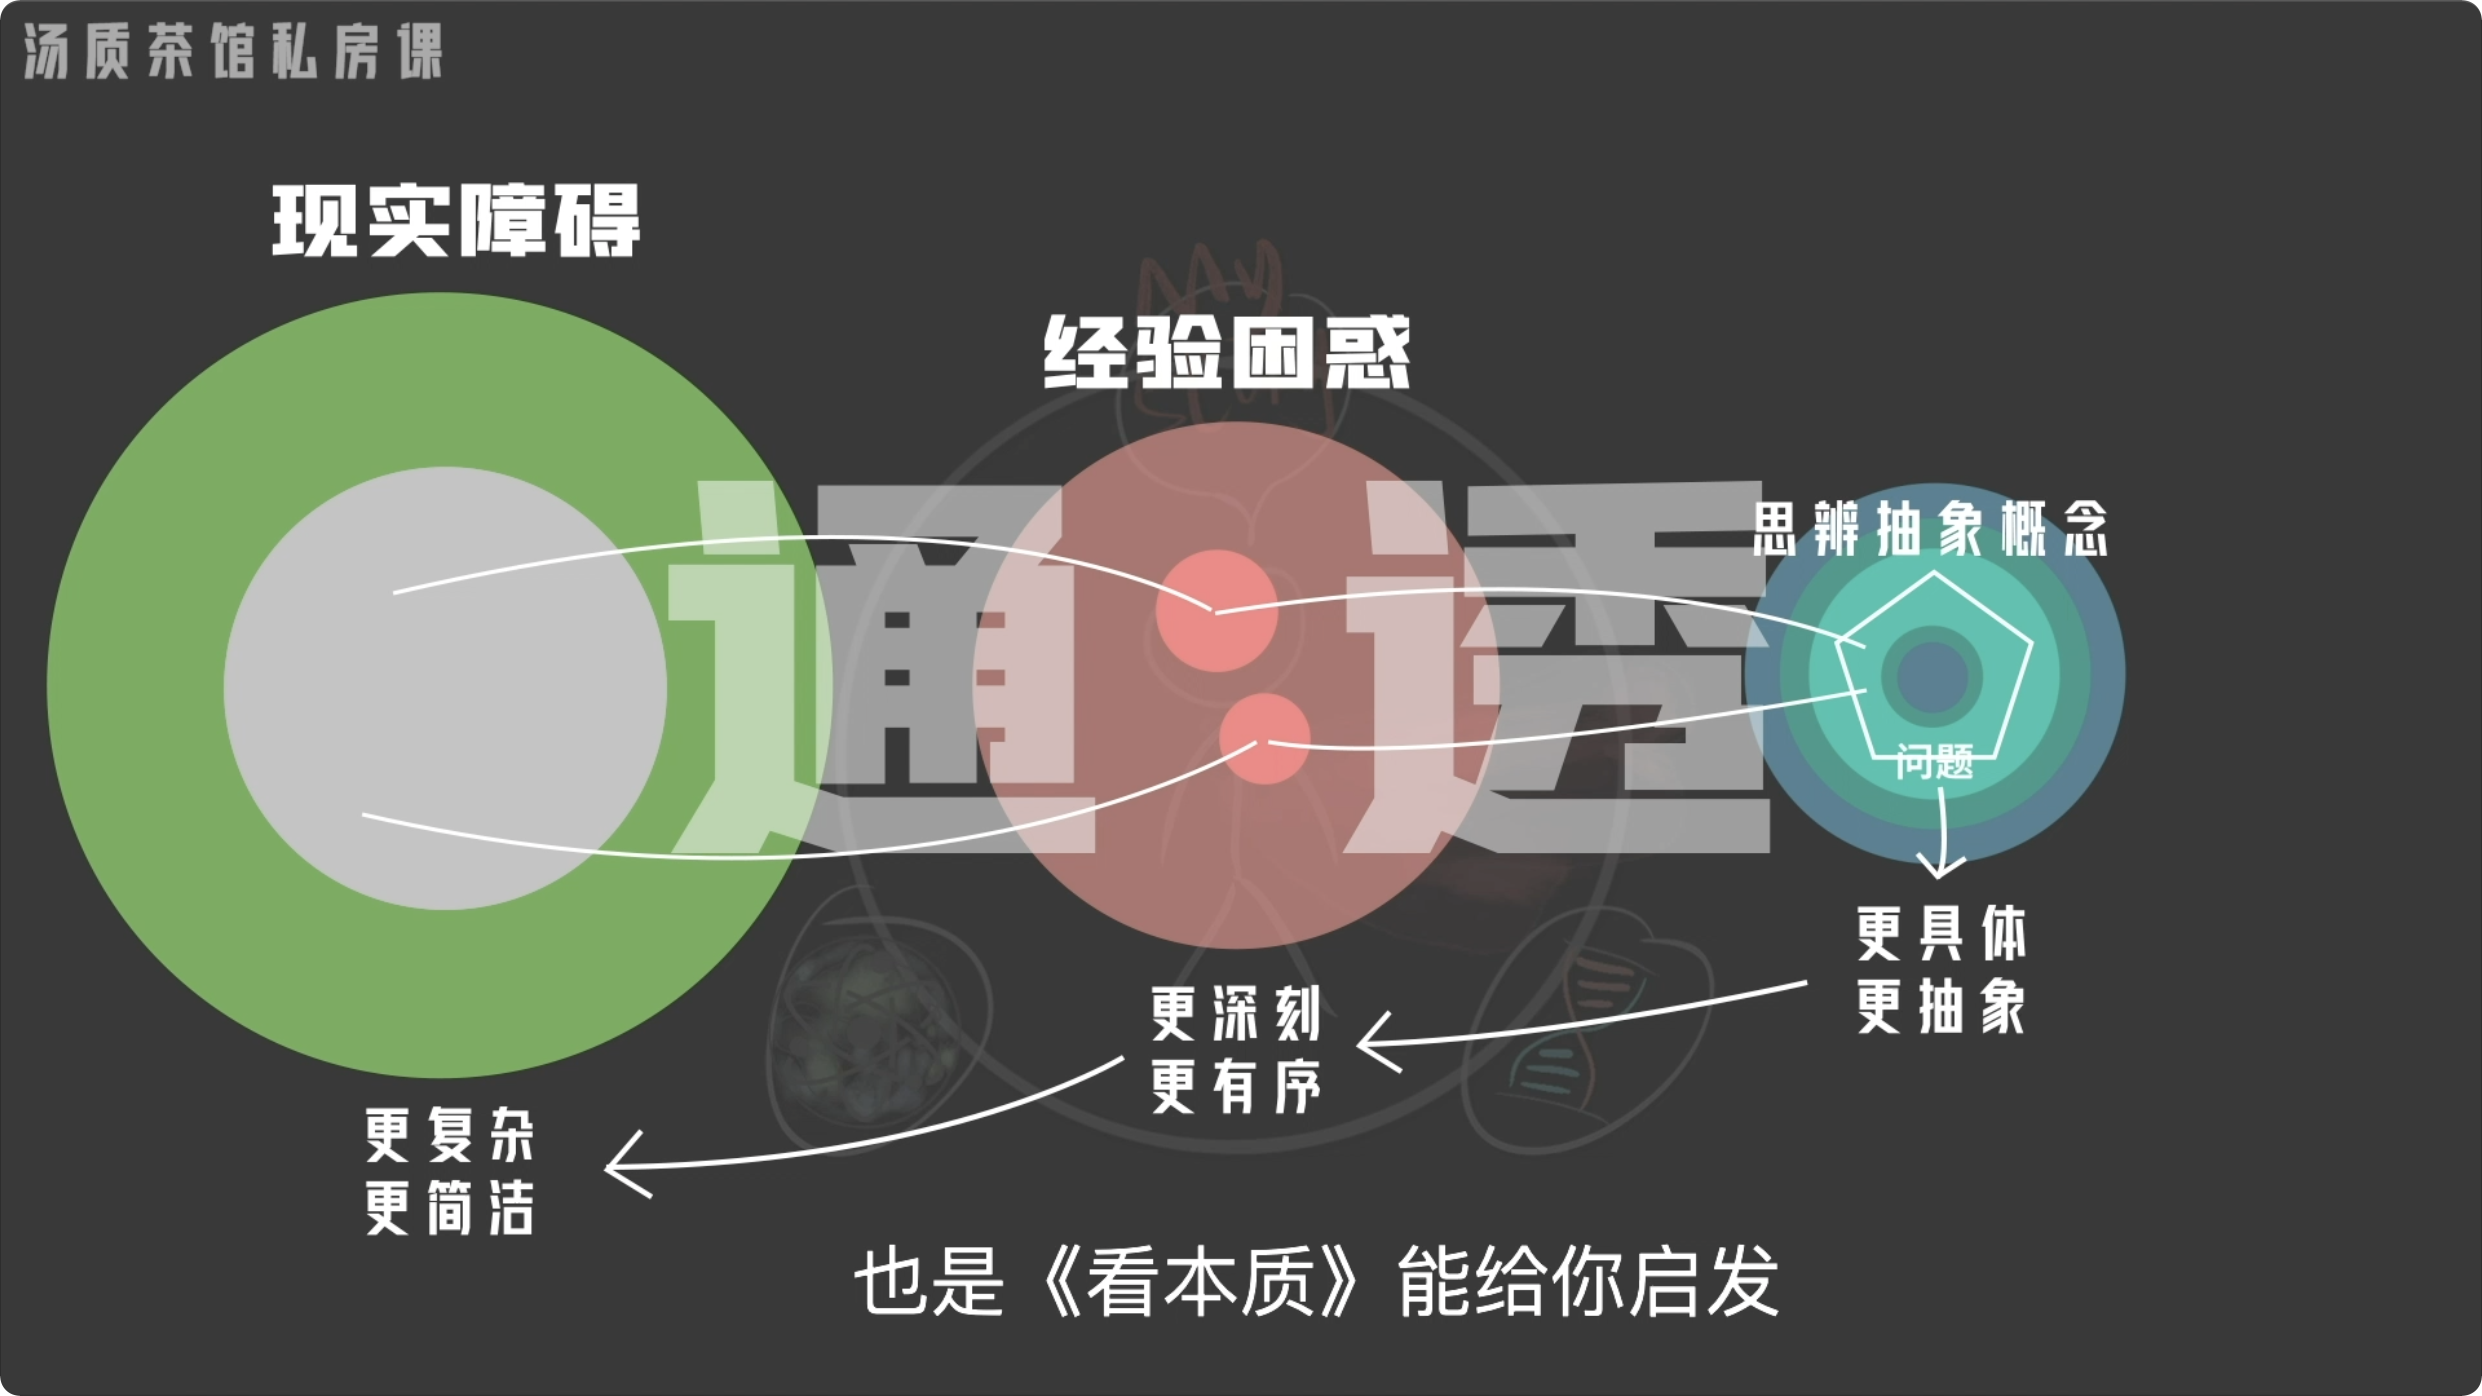 汤质茶馆私房课
现实障碍
经验困惑
思辨抽象概念
通透
问题
更具体
更抽象
更深刻
更有序
更复杂
更简洁
也是《看本质》能给你启发